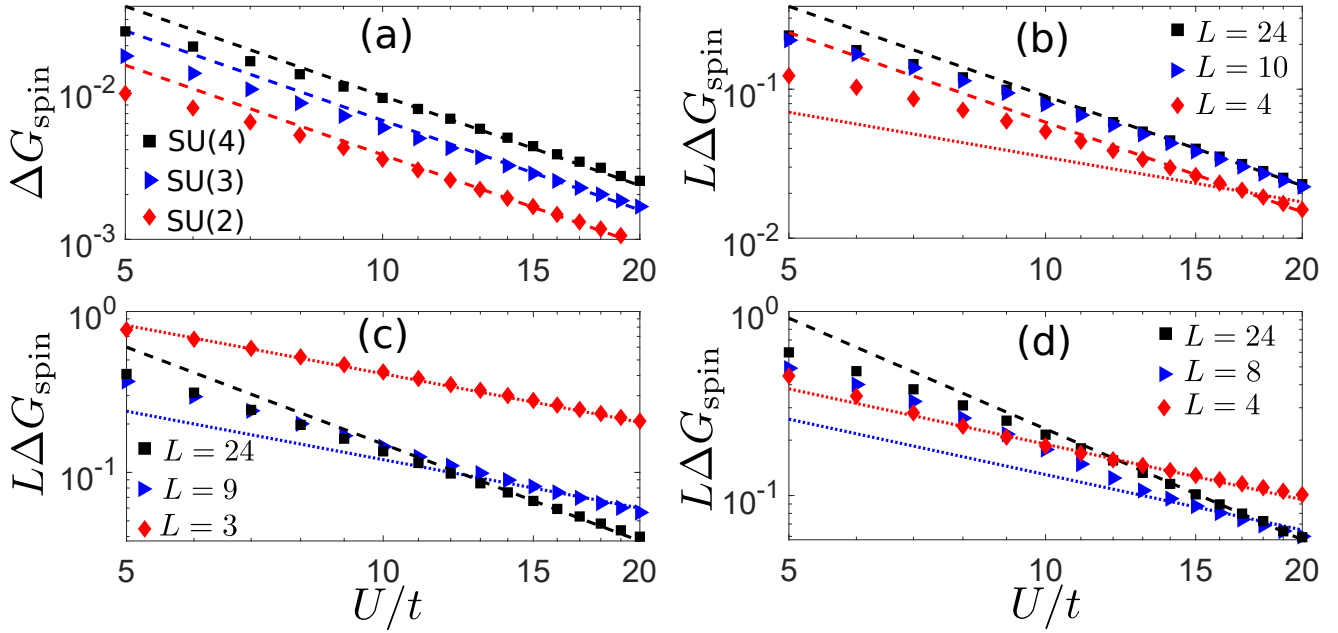 (a)
ΔG_spin
10^-2
10^-3
SU(4)
SU(3)
SU(2)
5 10 15 20
(b)
LΔG_spin
10^-1
10^-2
L = 24
L = 10
L = 4
5 10 15 20
(c)
LΔG_spin
10^0
10^-1
L = 24
L = 9
L = 3
5 10 15 20
U/t
(d)
LΔG_spin
10^0
10^-1
L = 24
L = 8
L = 4
5 10 15 20
U/t